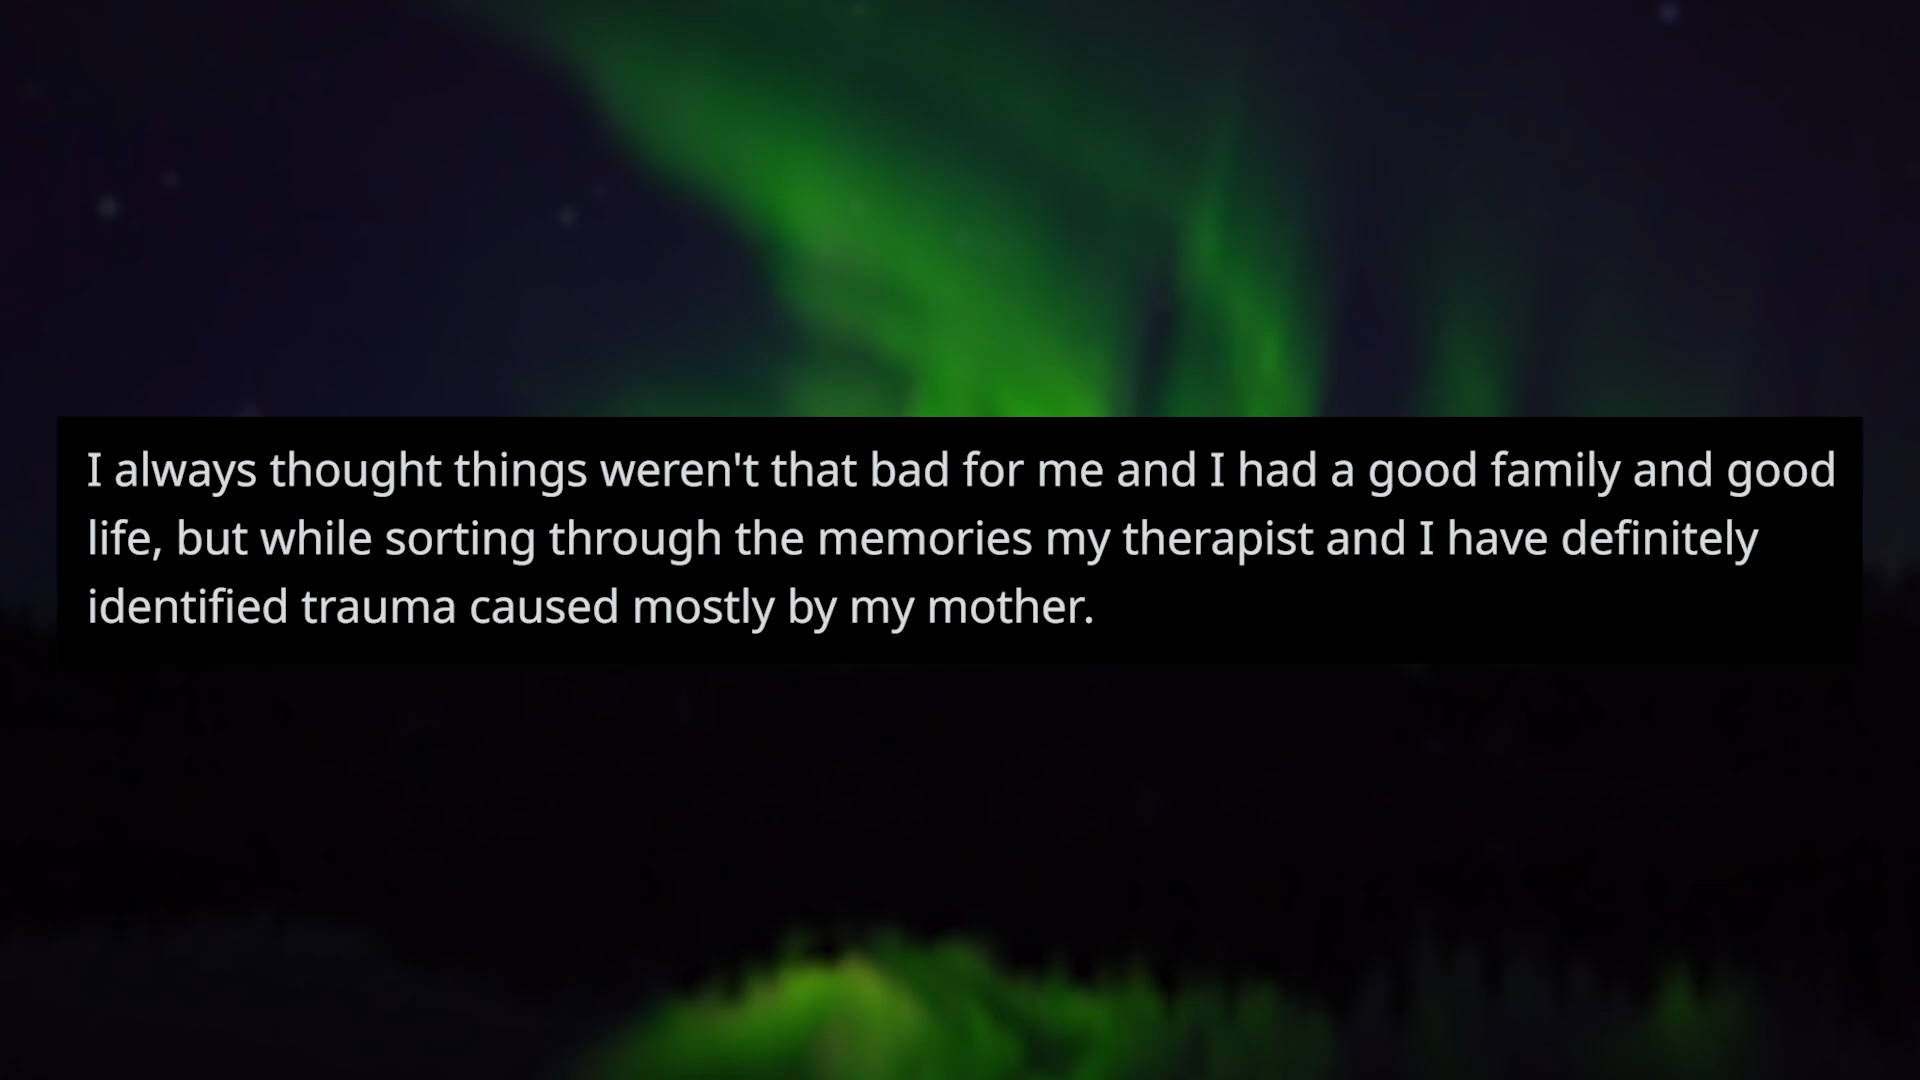 I always thought things weren't that bad for me and I had a good family and good
life, but while sorting through the memories my therapist and I have definitely
identified trauma caused mostly by my mother.